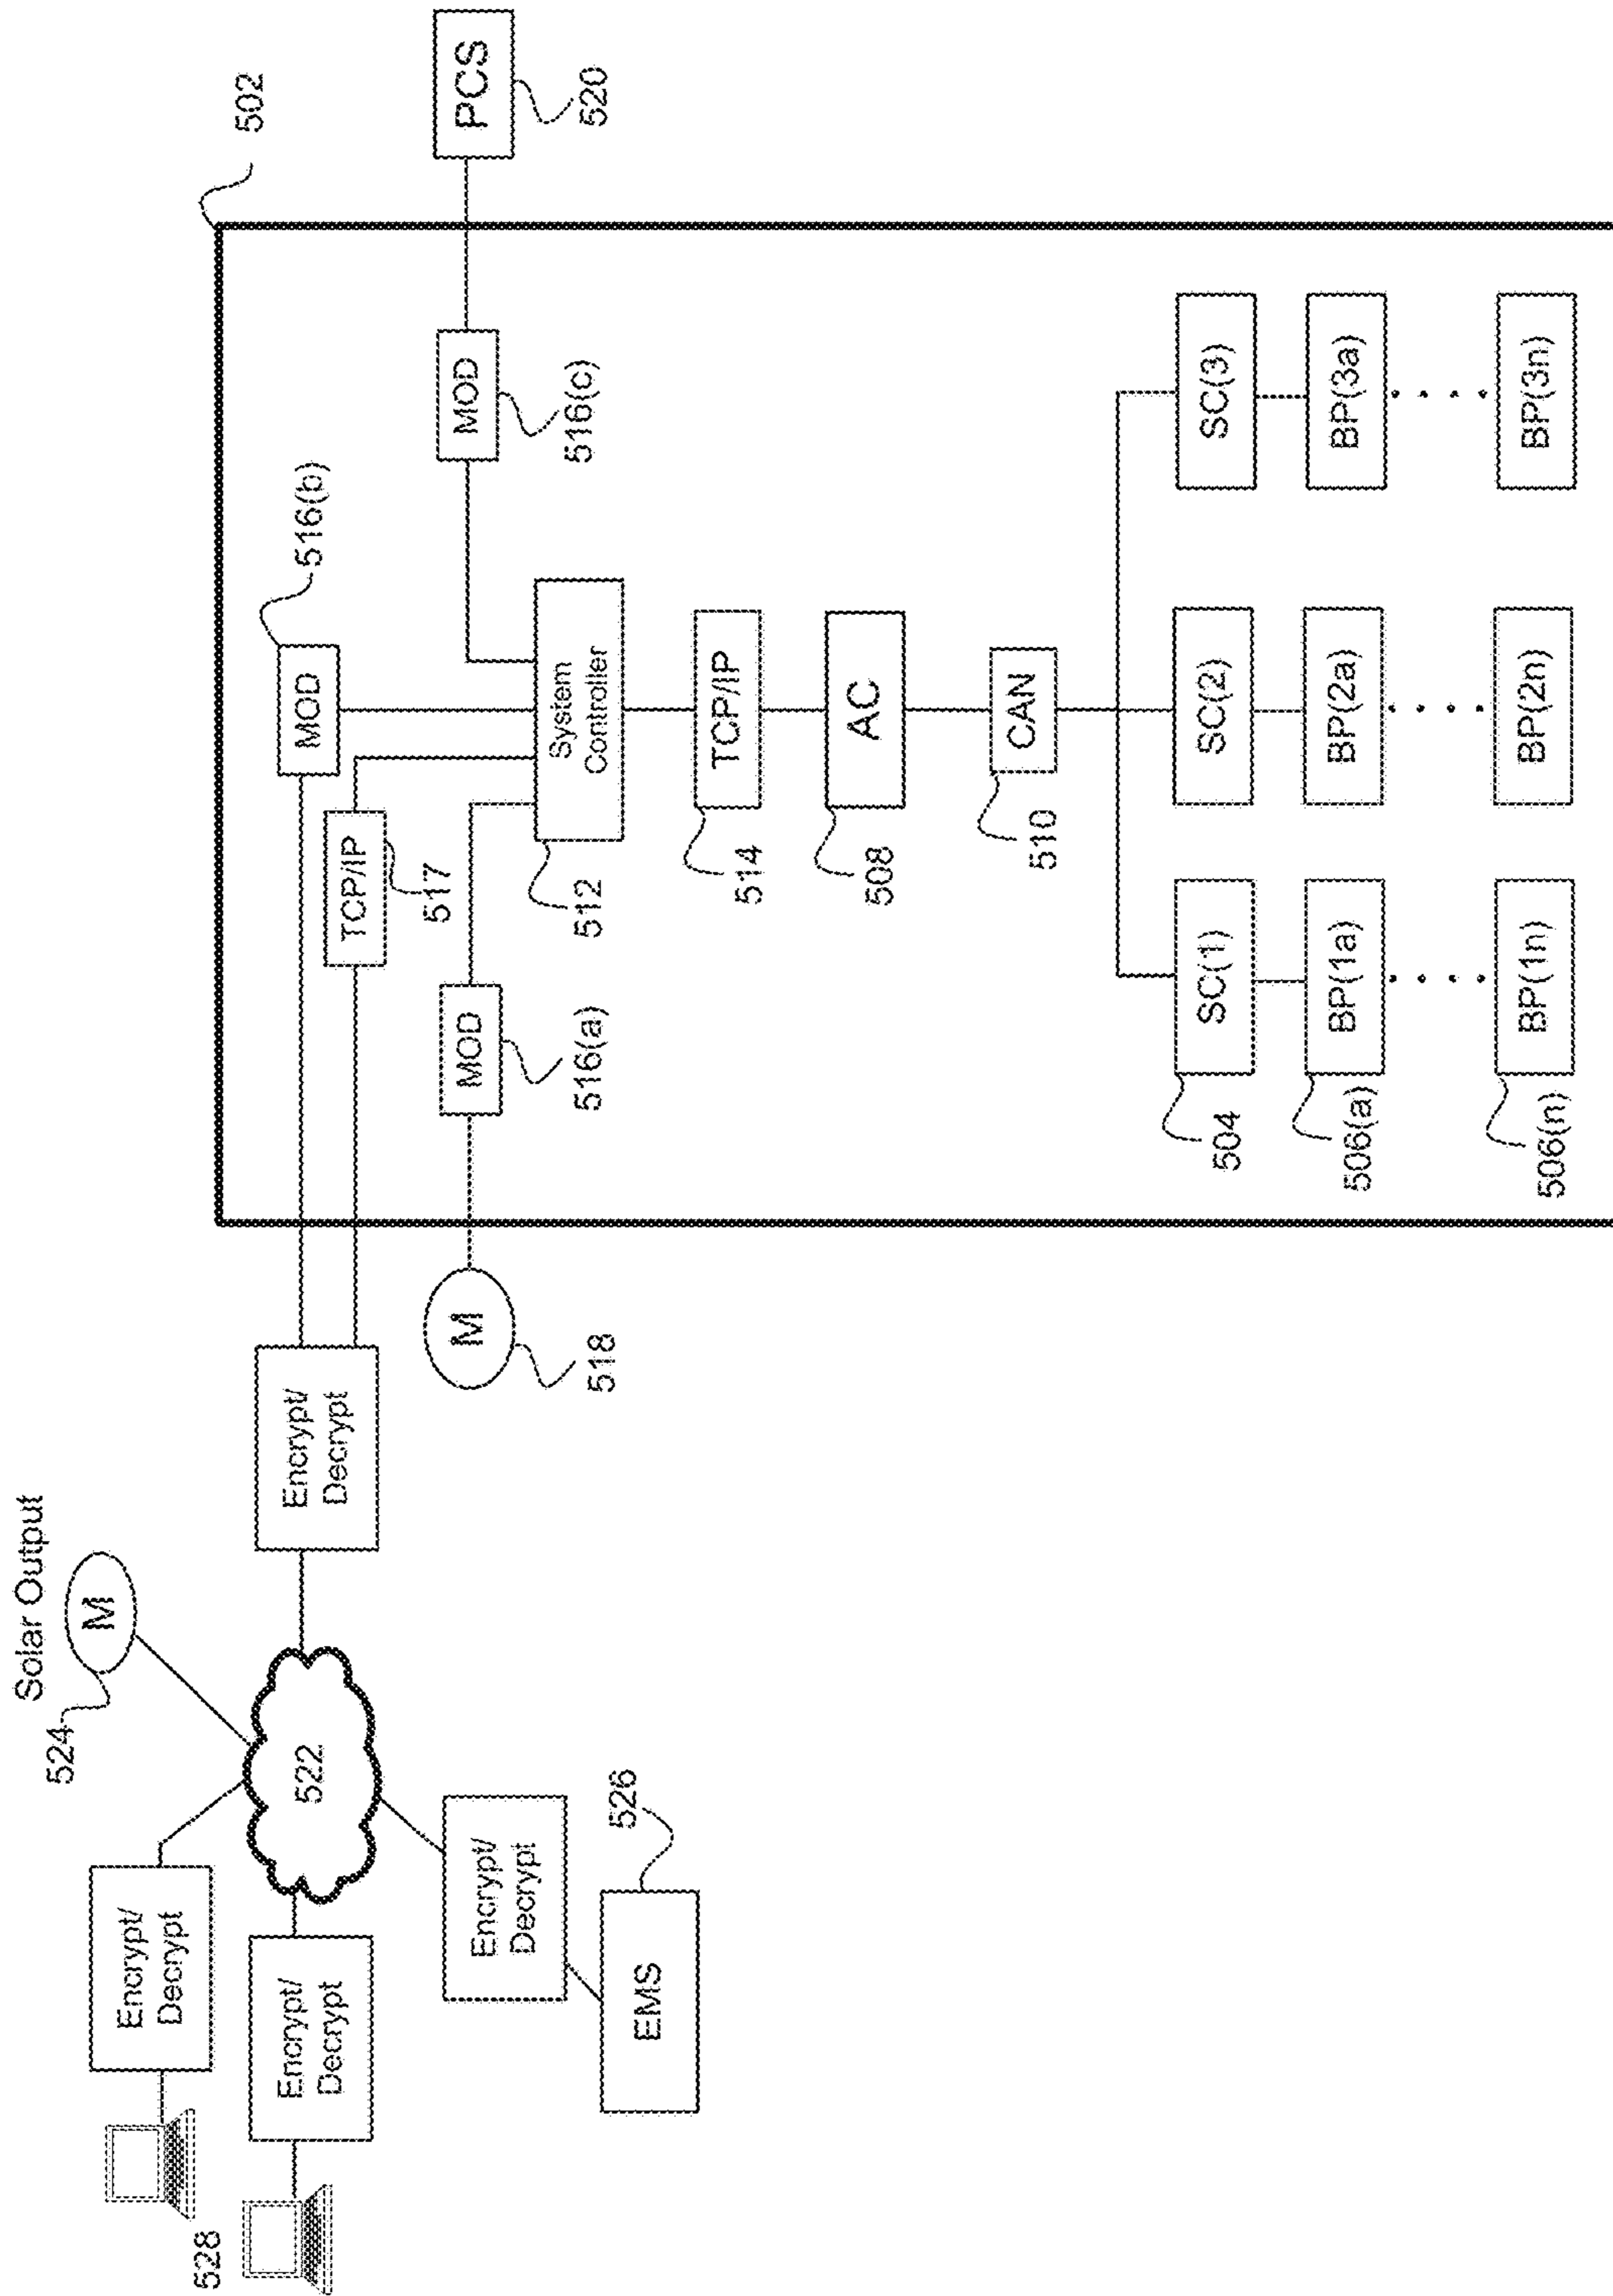 Solar Output
524
M
528
Encrypt/
Decrypt
Encrypt/
Decrypt
522
Encrypt/
Decrypt
EMS
526
Encrypt/
Decrypt
M
518
502
MOD
516(b)
TCP/IP
517
MOD
516(a)
MOD
516(c)
PCS
520
System
Controller
512
TCP/IP
514
AC
508
CAN
510
SC(1)
SC(2)
SC(3)
504
BP(1a)
BP(2a)
BP(3a)
506(a)
BP(1n)
BP(2n)
BP(3n)
506(n)